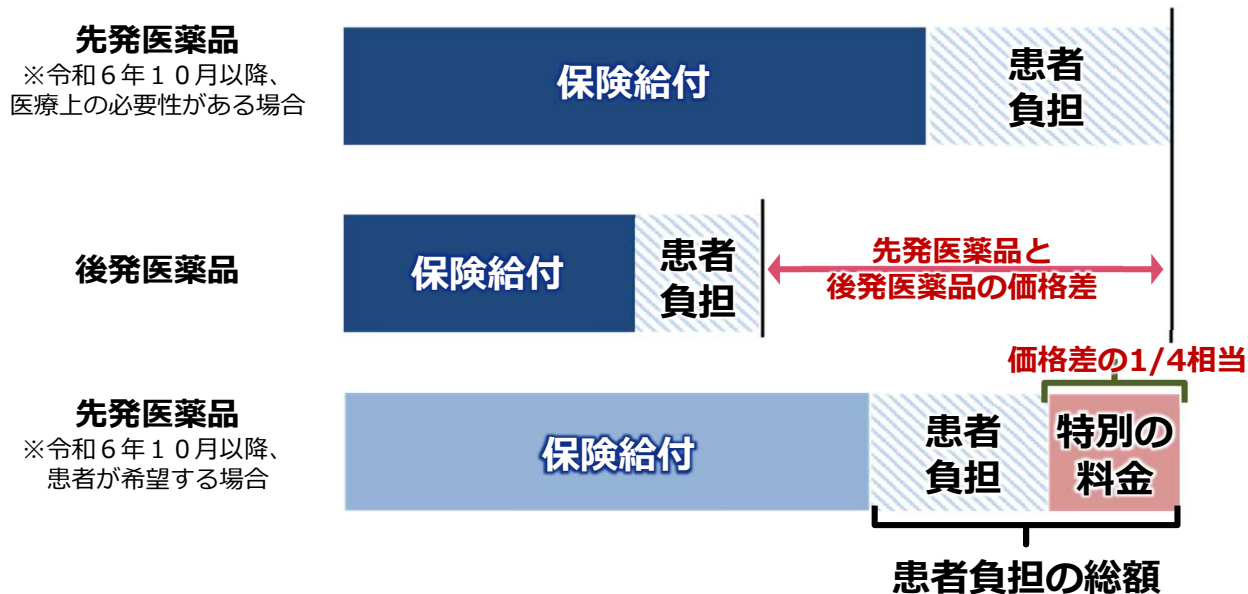 先発医薬品
※令和６年１０月以降、
医療上の必要性がある場合
保険給付
患者
負担
後発医薬品
保険給付
患者
負担
先発医薬品と
後発医薬品の価格差
価格差の1/4相当
先発医薬品
※令和６年１０月以降、
患者が希望する場合
保険給付
患者
負担
特別の
料金
患者負担の総額